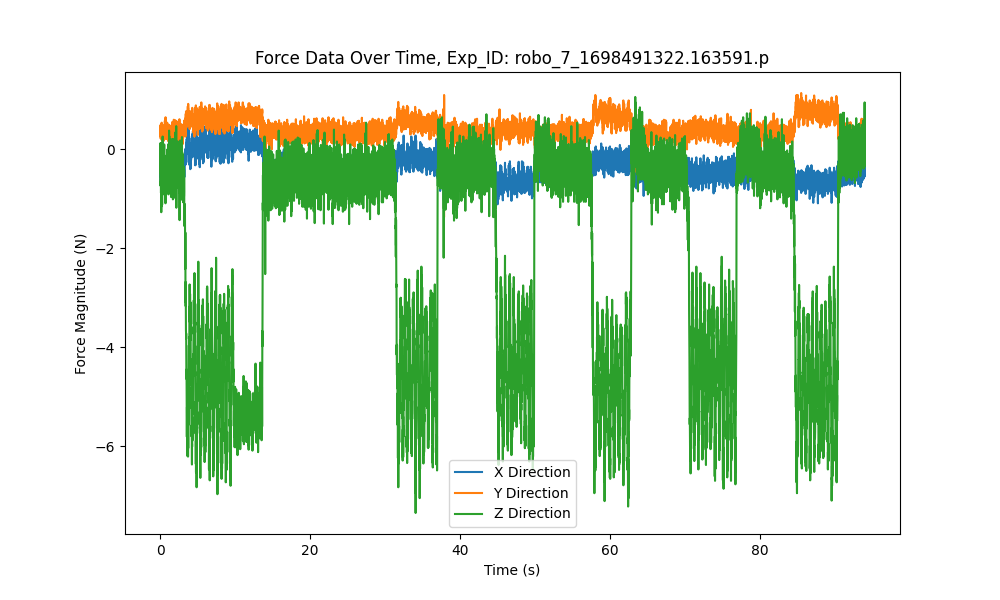 Force Data Over Time, Exp_ID: robo_7_1698491322.163591.p
Force Magnitude (N)
0
−2
−4
−6
X Direction
Y Direction
Z Direction
0 20 40 60 80
Time (s)